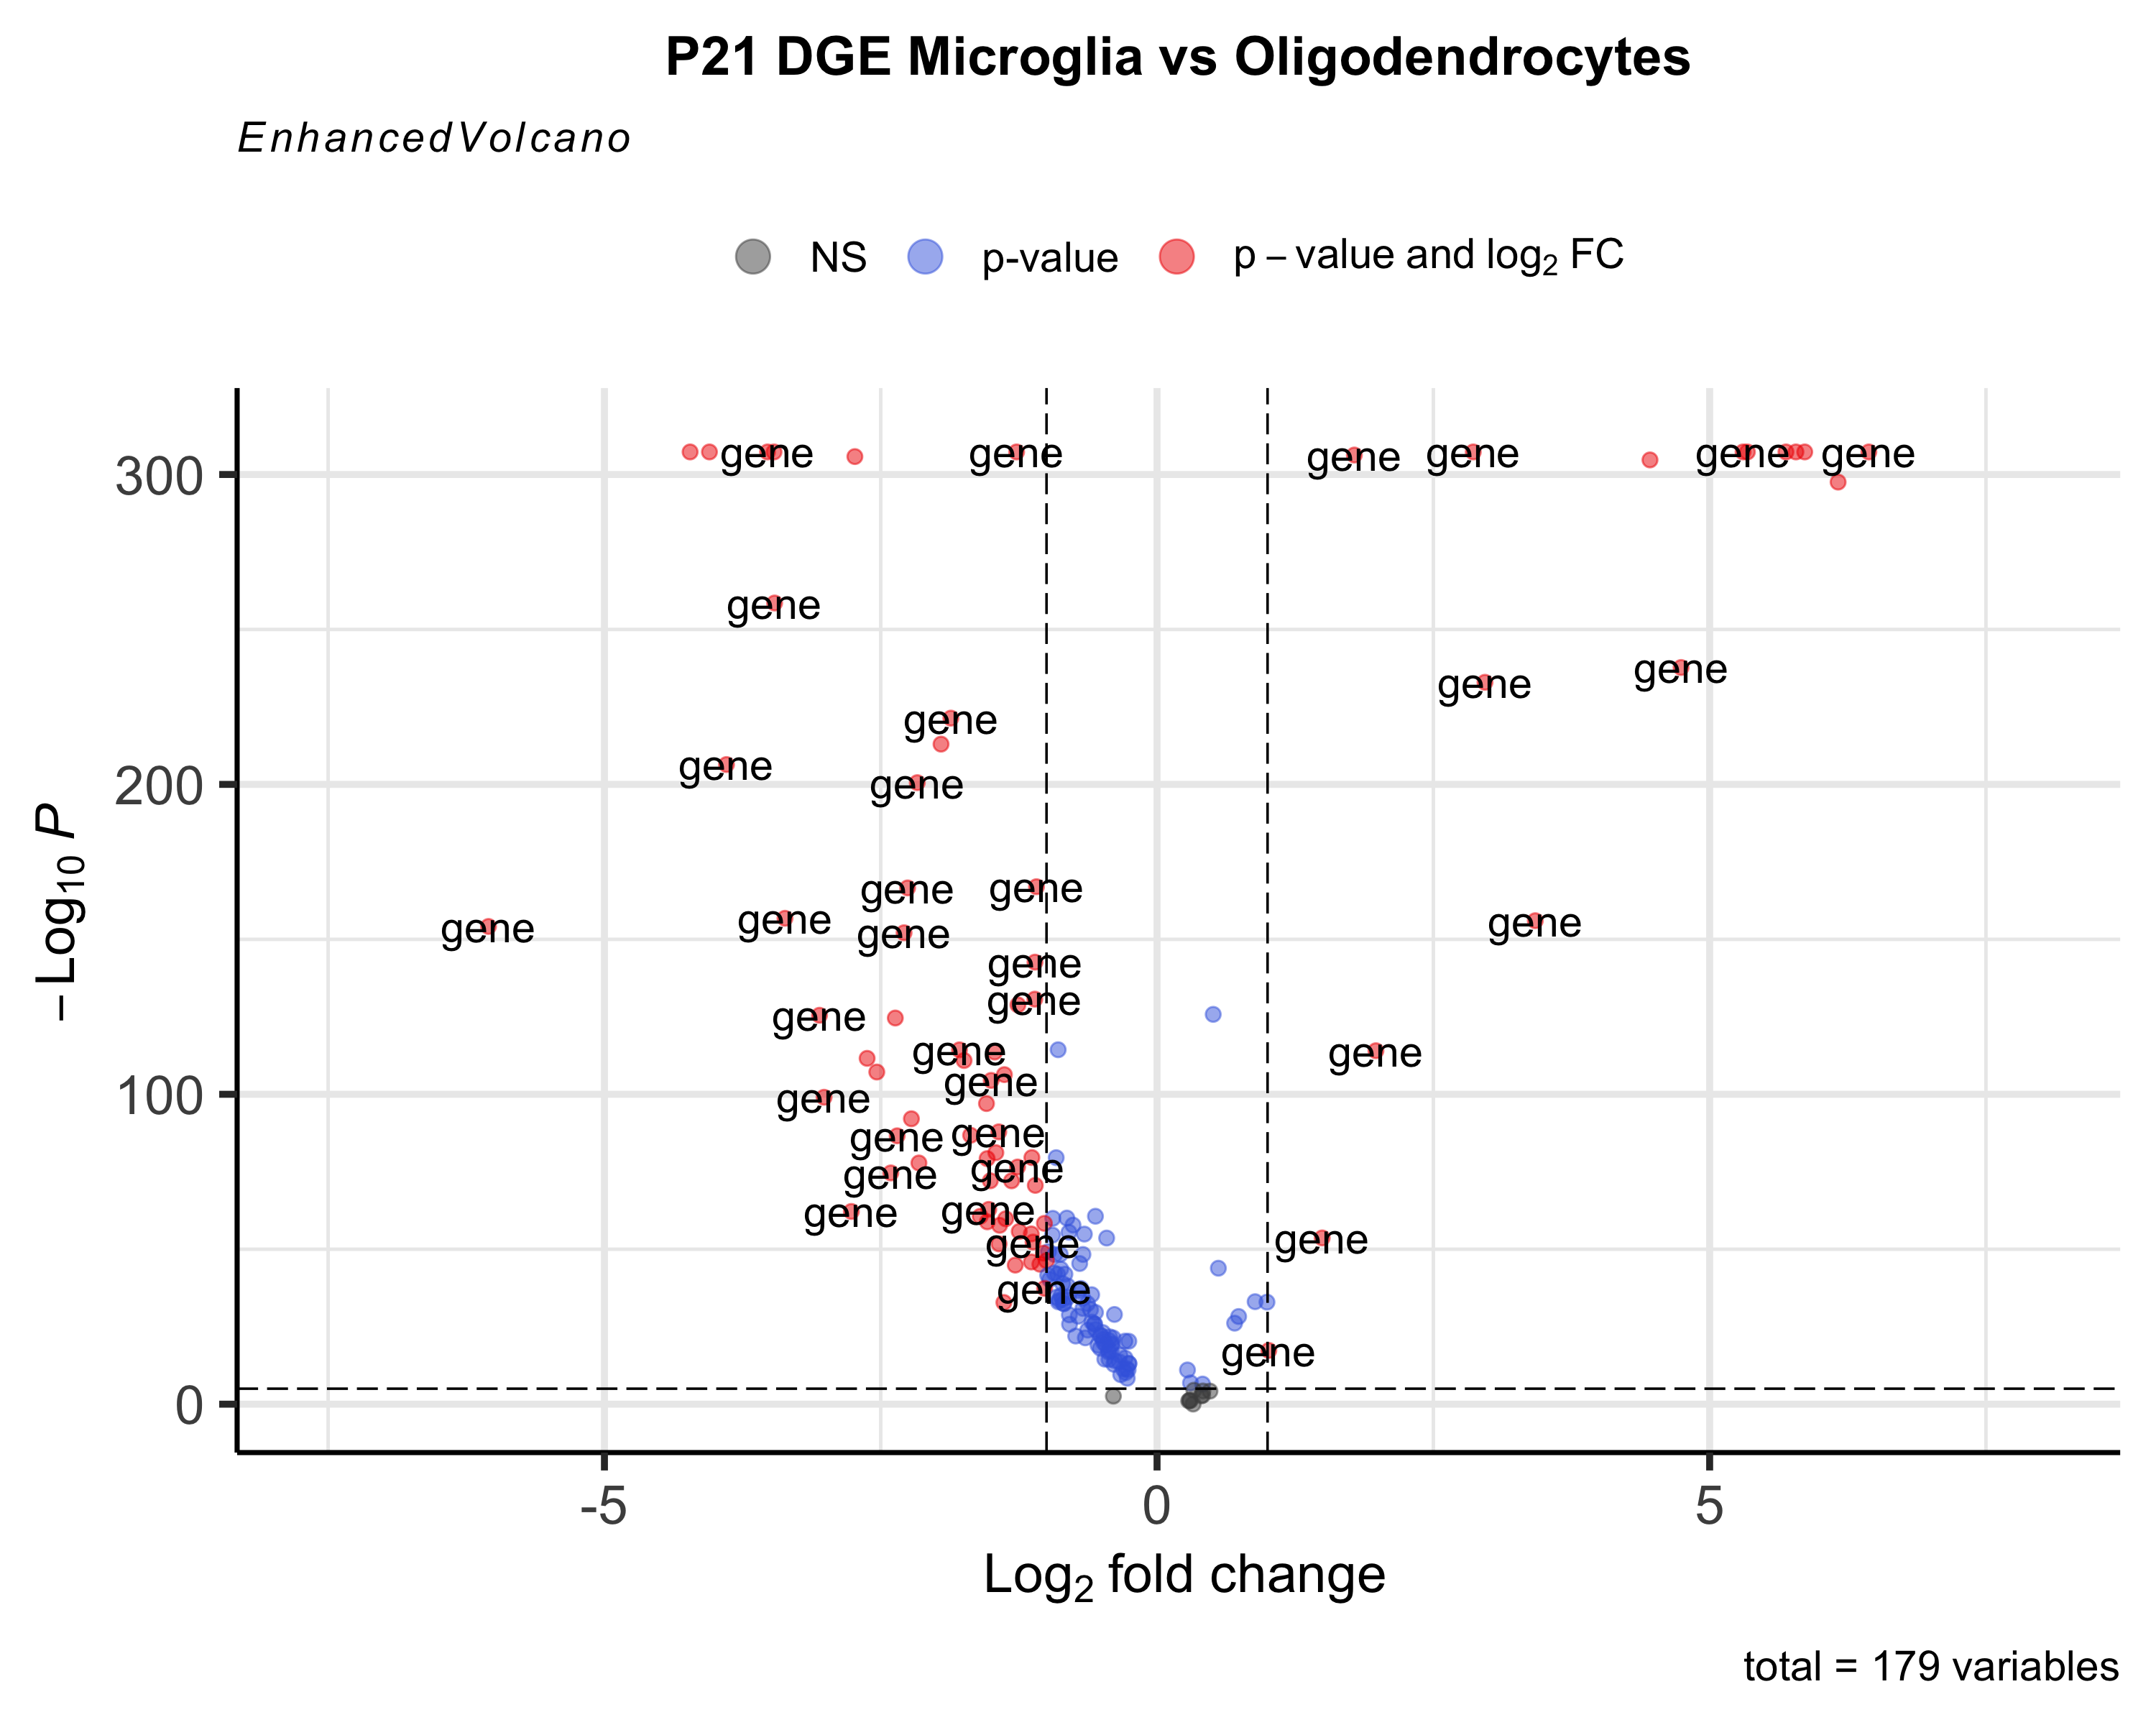 P21 DGE Microglia vs Oligodendrocytes
EnhancedVolcano
NS p-value p – value and log₂ FC
gene gene gene gene gene gene
300
gene
gene
gene
gene
gene
200
gene
gene
gene
gene
gene
gene
gene
gene
gene
gene
gene
gene
gene
gene
100
gene
gene
gene
gene
gene
gene
gene
gene
gene
gene
gene
0
-5 0 5
– Log₁₀ P
Log₂ fold change
total = 179 variables